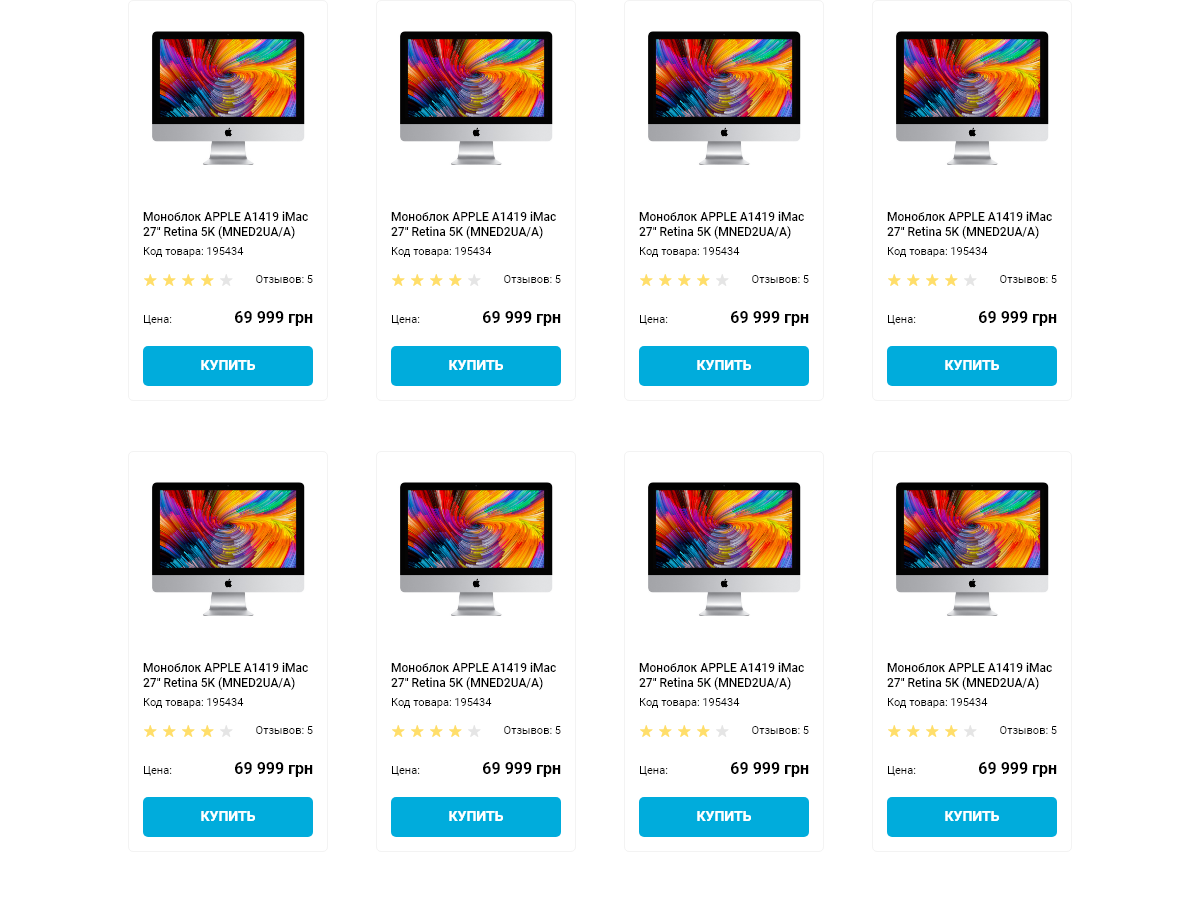 Моноблок APPLE A1419 iMac
27" Retina 5K (MNED2UA/A)
Код товара: 195434
Отзывов: 5
Цена: 69 999 грн
КУПИТЬ
Моноблок APPLE A1419 iMac
27" Retina 5K (MNED2UA/A)
Код товара: 195434
Отзывов: 5
Цена: 69 999 грн
КУПИТЬ
Моноблок APPLE A1419 iMac
27" Retina 5K (MNED2UA/A)
Код товара: 195434
Отзывов: 5
Цена: 69 999 грн
КУПИТЬ
Моноблок APPLE A1419 iMac
27" Retina 5K (MNED2UA/A)
Код товара: 195434
Отзывов: 5
Цена: 69 999 грн
КУПИТЬ
Моноблок APPLE A1419 iMac
27" Retina 5K (MNED2UA/A)
Код товара: 195434
Отзывов: 5
Цена: 69 999 грн
КУПИТЬ
Моноблок APPLE A1419 iMac
27" Retina 5K (MNED2UA/A)
Код товара: 195434
Отзывов: 5
Цена: 69 999 грн
КУПИТЬ
Моноблок APPLE A1419 iMac
27" Retina 5K (MNED2UA/A)
Код товара: 195434
Отзывов: 5
Цена: 69 999 грн
КУПИТЬ
Моноблок APPLE A1419 iMac
27" Retina 5K (MNED2UA/A)
Код товара: 195434
Отзывов: 5
Цена: 69 999 грн
КУПИТЬ